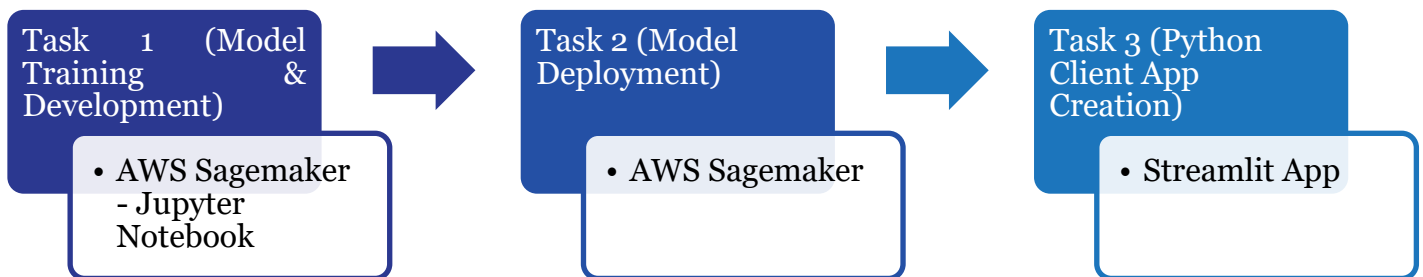 Task 1 (Model
Training &
Development)
• AWS Sagemaker
- Jupyter
Notebook
Task 2 (Model
Deployment)
• AWS Sagemaker
Task 3 (Python
Client App
Creation)
• Streamlit App